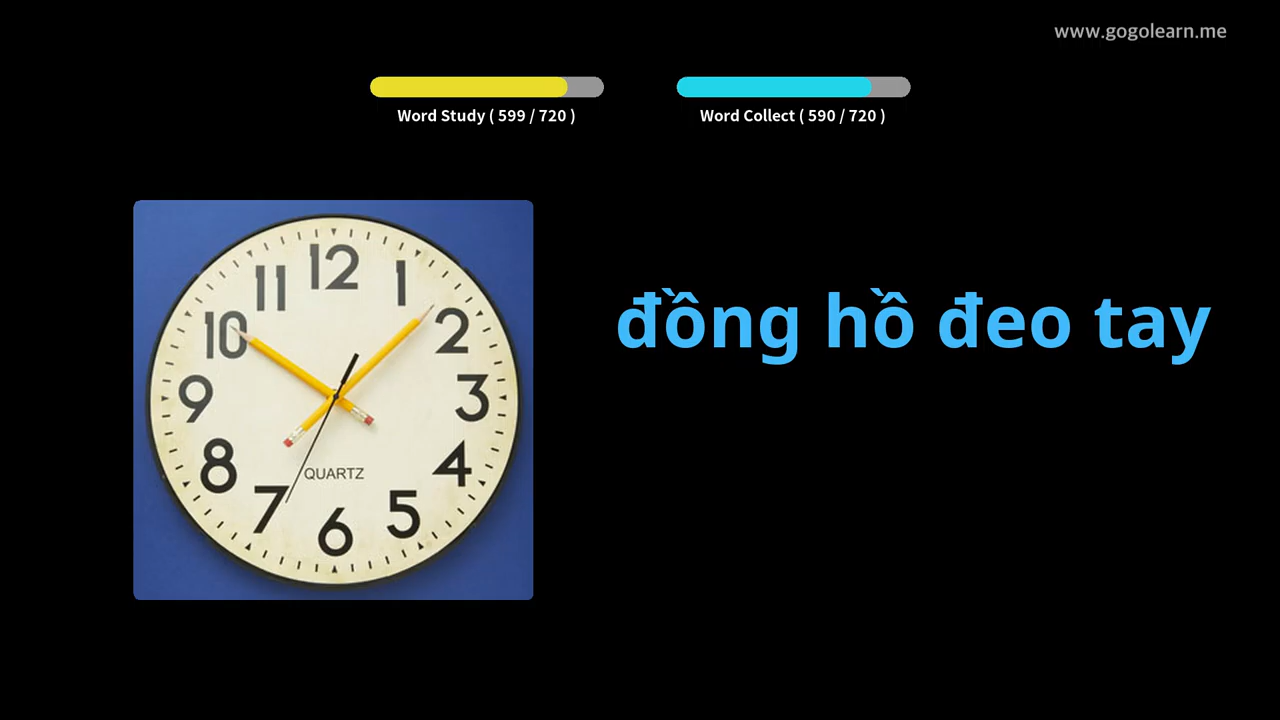 www.gogolearn.me
Word Study ( 599 / 720 )
Word Collect ( 590 / 720 )
12
11
1
10
2
9
3
8
4
QUARTZ
7
5
6
đồng hồ đeo tay